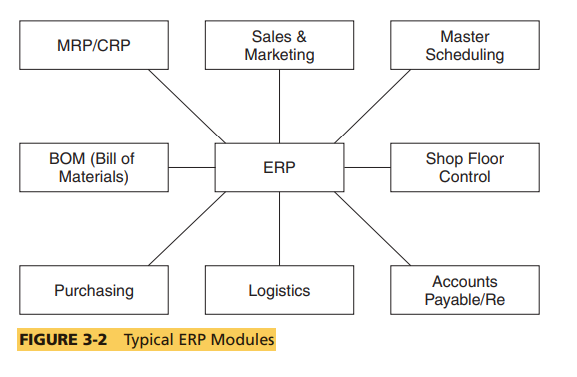 MRP/CRP
Sales &
Marketing
Master
Scheduling
BOM (Bill of
Materials)
ERP
Shop Floor
Control
Purchasing
Logistics
Accounts
Payable/Re
FIGURE 3-2 Typical ERP Modules